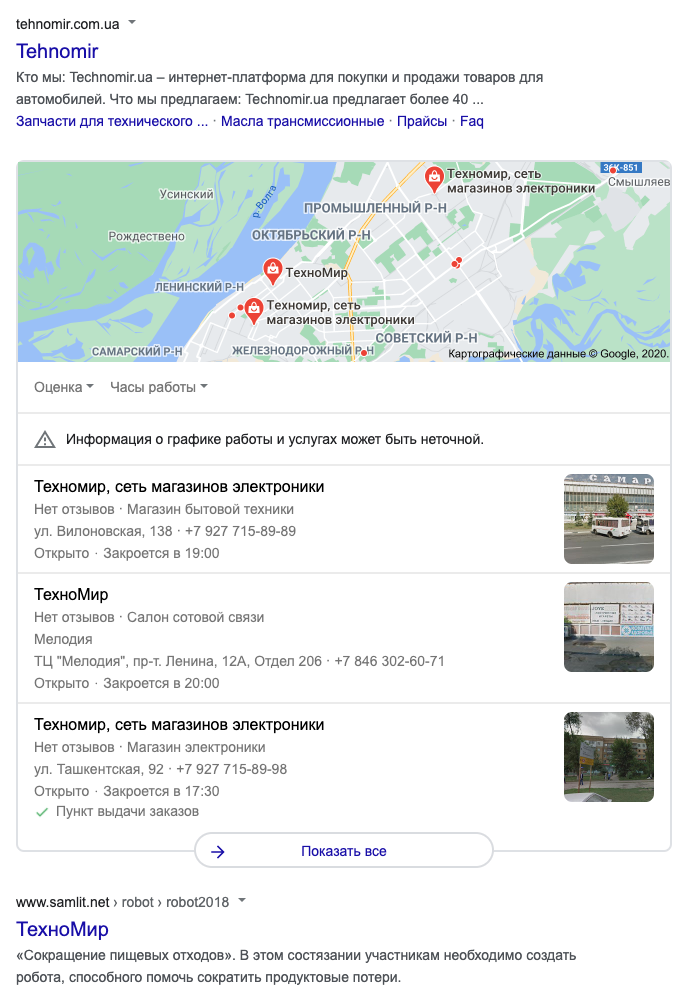 tehnomir.com.ua
Tehnomir
Кто мы: Technomir.ua – интернет-платформа для покупки и продажи товаров для
автомобилей. Что мы предлагаем: Technomir.ua предлагает более 40 ...
Запчасти для технического ... · Масла трансмиссионные · Прайсы · Faq
36К-851
Техномир, сеть
магазинов электроники
Смышляев
Усинский
р. Волга
ПРОМЫШЛЕННЫЙ Р-Н
Рождествено
ОКТЯБРЬСКИЙ Р-Н
ТехноМир
ЛЕНИНСКИЙ Р-Н
Техномир, сеть
магазинов электроники
СОВЕТСКИЙ Р-Н
САМАРСКИЙ Р-Н
ЖЕЛЕЗНОДОРОЖНЫЙ Р-Н
Картографические данные © Google, 2020.
Оценка Часы работы
Информация о графике работы и услугах может быть неточной.
Техномир, сеть магазинов электроники
Нет отзывов · Магазин бытовой техники
ул. Вилоновская, 138 · +7 927 715-89-89
Открыто · Закроется в 19:00
САМАР
ТехноМир
Нет отзывов · Салон сотовой связи
Мелодия
ТЦ "Мелодия", пр-т. Ленина, 12А, Отдел 206 · +7 846 302-60-71
Открыто · Закроется в 20:00
Техномир, сеть магазинов электроники
Нет отзывов · Магазин электроники
ул. Ташкентская, 92 · +7 927 715-89-98
Открыто · Закроется в 17:30
Пункт выдачи заказов
Показать все
www.samlit.net › robot › robot2018
ТехноМир
«Сокращение пищевых отходов». В этом состязании участникам необходимо создать
робота, способного помочь сократить продуктовые потери.